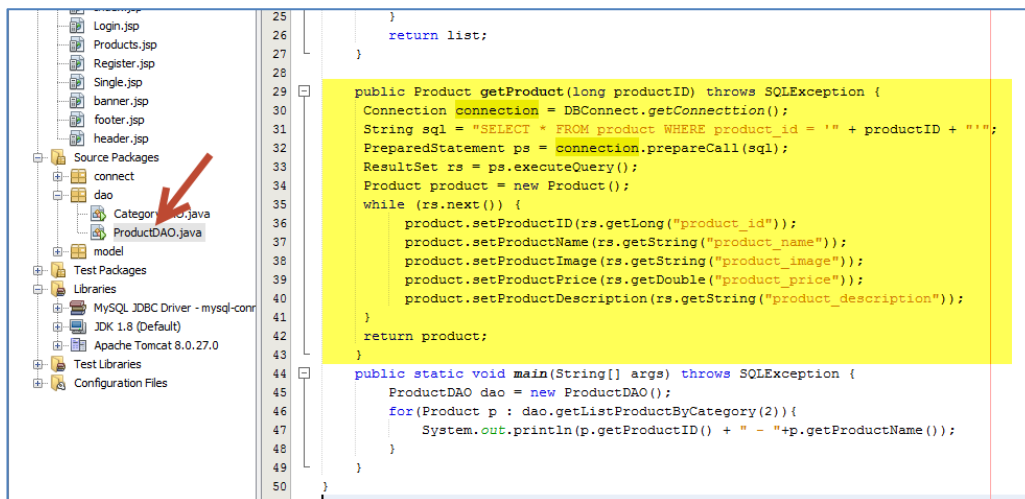 Login.jsp
Products.jsp
Register.jsp
Single.jsp
banner.jsp
footer.jsp
header.jsp
Source Packages
connect
dao
ProductDAO.java
model
Test Packages
Libraries
MySQL JDBC Driver - mysql-conr
JDK 1.8 (Default)
Apache Tomcat 8.0.27.0
Test Libraries
Configuration Files
25 }
26 return list;
27 }
28
29 public Product getProduct(long productID) throws SQLException {
30 Connection connection = DBConnect.getConnecttion();
31 String sql = "SELECT * FROM product WHERE product_id = '" + productID + "'";
32 PreparedStatement ps = connection.prepareCall(sql);
33 ResultSet rs = ps.executeQuery();
34 Product product = new Product();
35 while (rs.next()) {
36 product.setProductID(rs.getLong("product_id"));
37 product.setProductName(rs.getString("product_name"));
38 product.setProductImage(rs.getString("product_image"));
39 product.setProductPrice(rs.getDouble("product_price"));
40 product.setProductDescription(rs.getString("product_description"));
41 }
42 return product;
43 }
44 public static void main(String[] args) throws SQLException {
45 ProductDAO dao = new ProductDAO();
46 for(Product p : dao.getListProductByCategory(2)){
47 System.out.println(p.getProductID() + " - "+p.getProductName());
48 }
49 }
50 }